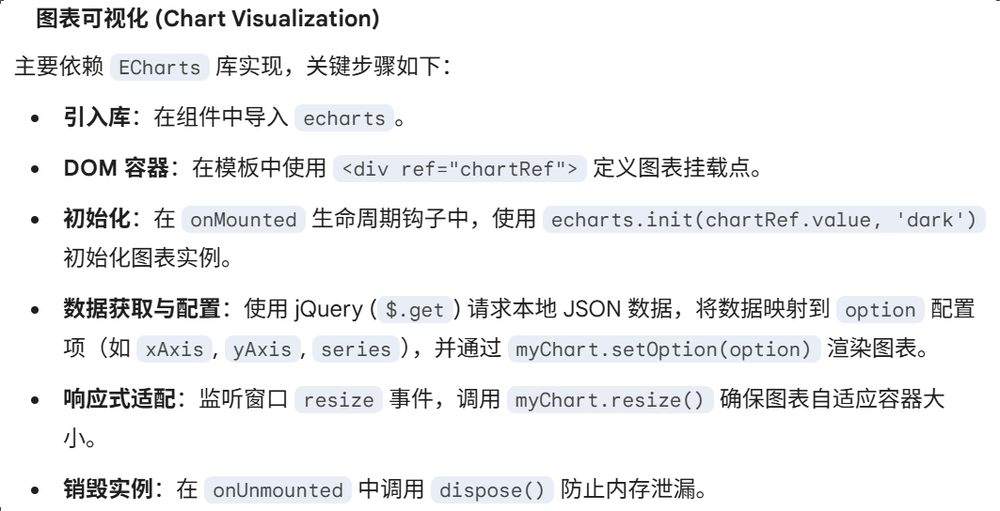 图表可视化 (Chart Visualization)
主要依赖 ECharts 库实现，关键步骤如下：
• 引入库：在组件中导入 echarts 。
• DOM 容器：在模板中使用 <div ref="chartRef"> 定义图表挂载点。
• 初始化：在 onMounted 生命周期钩子中，使用 echarts.init(chartRef.value, 'dark')
初始化图表实例。
• 数据获取与配置：使用 jQuery ( $.get ) 请求本地 JSON 数据，将数据映射到 option 配置
项（如 xAxis , yAxis , series ），并通过 myChart.setOption(option) 渲染图表。
• 响应式适配：监听窗口 resize 事件，调用 myChart.resize() 确保图表自适应容器大
小。
• 销毁实例：在 onUnmounted 中调用 dispose() 防止内存泄漏。